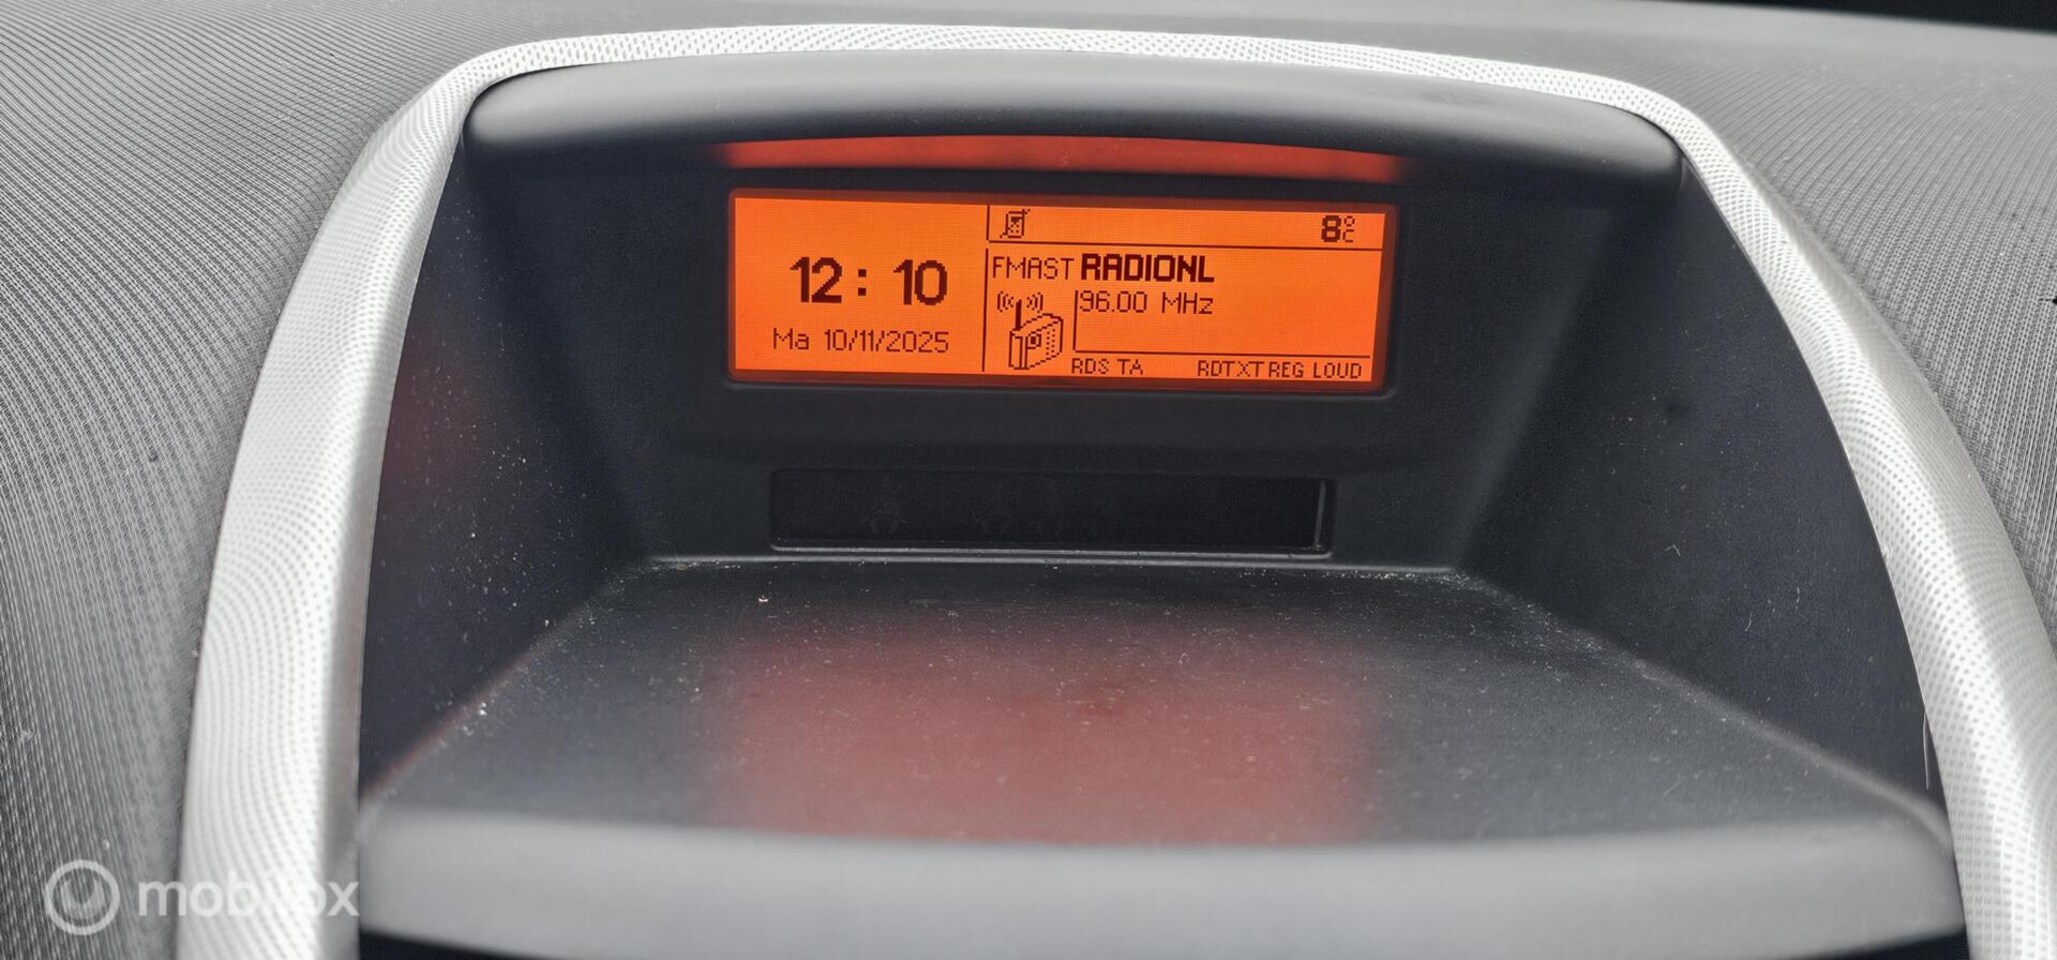 8°C
12:10
Ma 10/11/2025
FMAST RADIONL
96.00 MHz
RDS TA RDTXT REG LOUD
mobilox